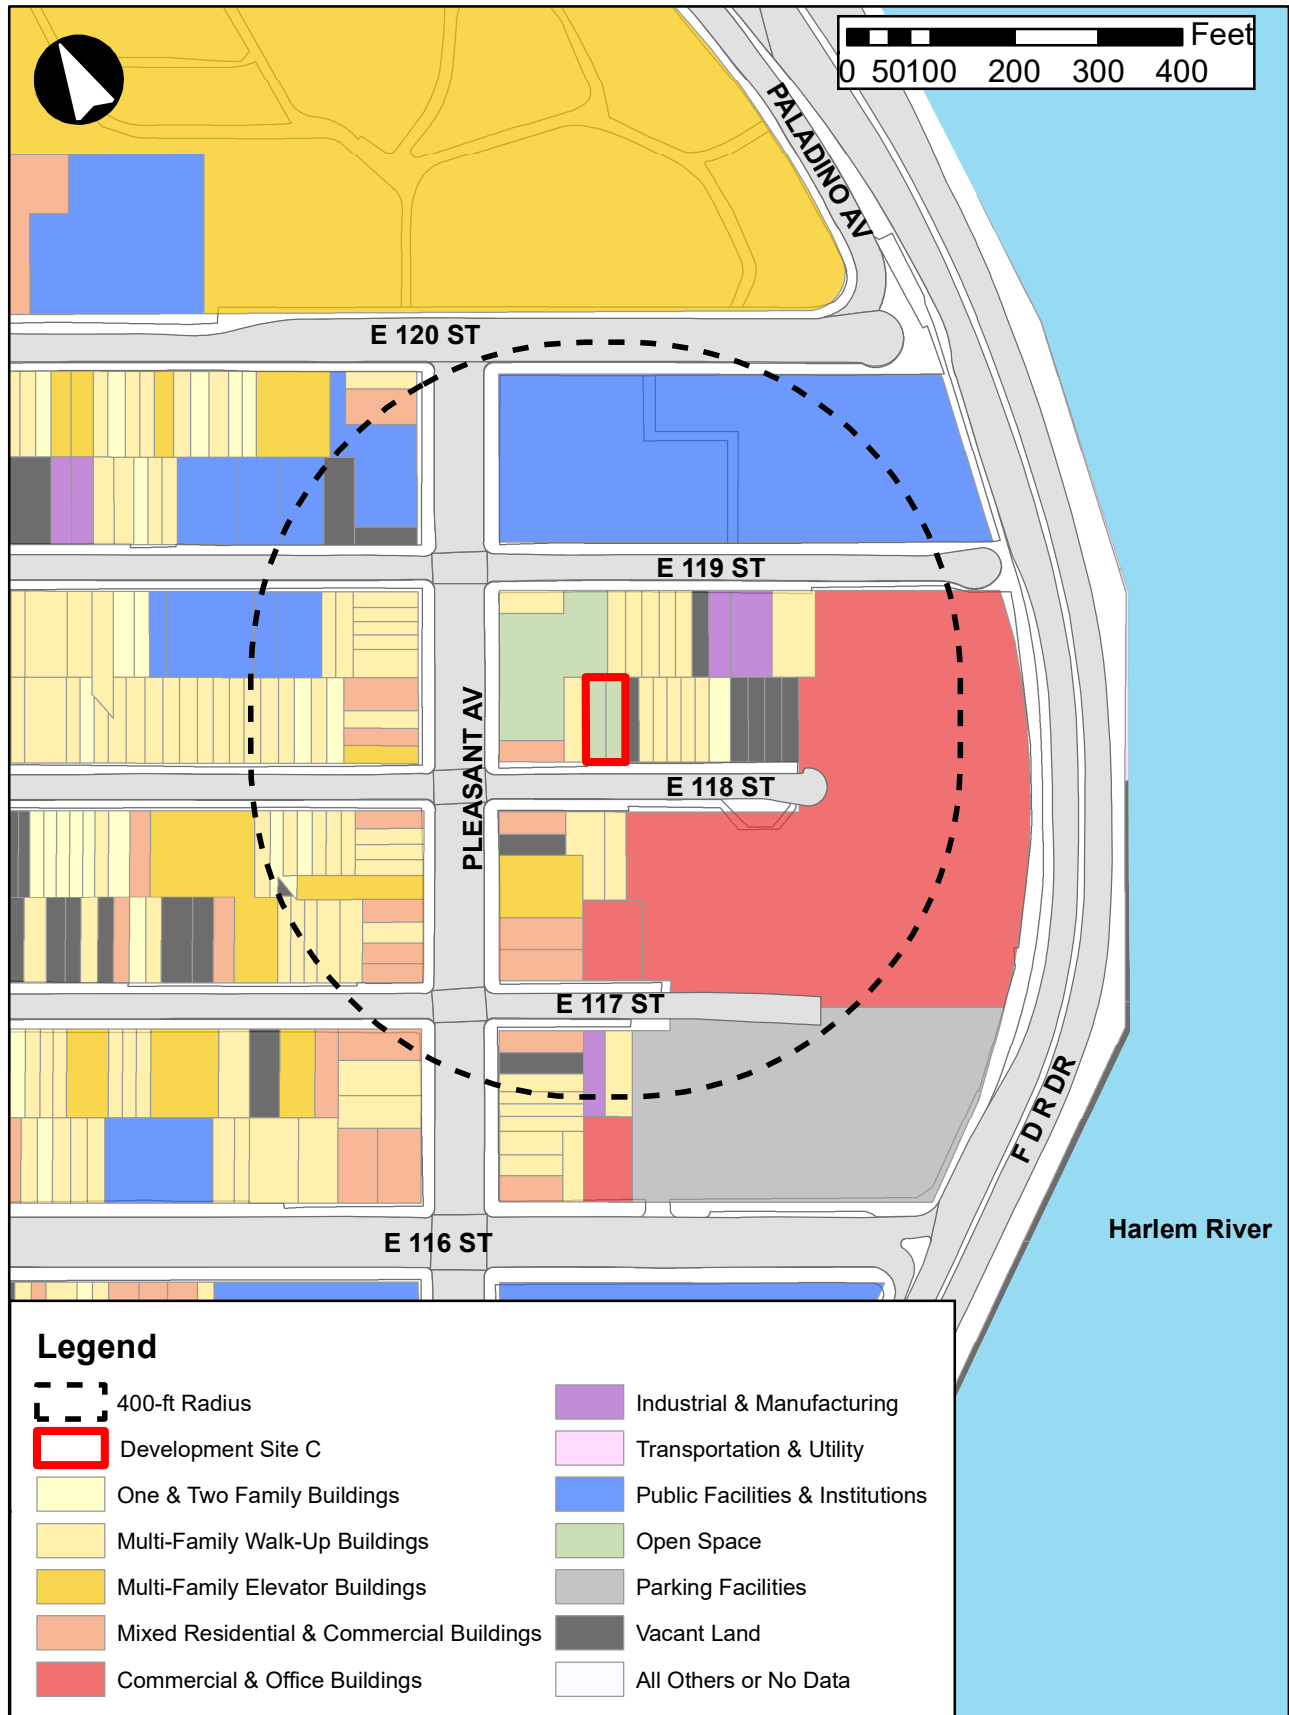 Feet
0 50100 200 300 400
PALADINO AV
E 120 ST
E 119 ST
PLEASANT AV
E 118 ST
E 117 ST
F D R DR
Harlem River
E 116 ST
Legend
400-ft Radius
Development Site C
One & Two Family Buildings
Multi-Family Walk-Up Buildings
Multi-Family Elevator Buildings
Mixed Residential & Commercial Buildings
Commercial & Office Buildings
Industrial & Manufacturing
Transportation & Utility
Public Facilities & Institutions
Open Space
Parking Facilities
Vacant Land
All Others or No Data